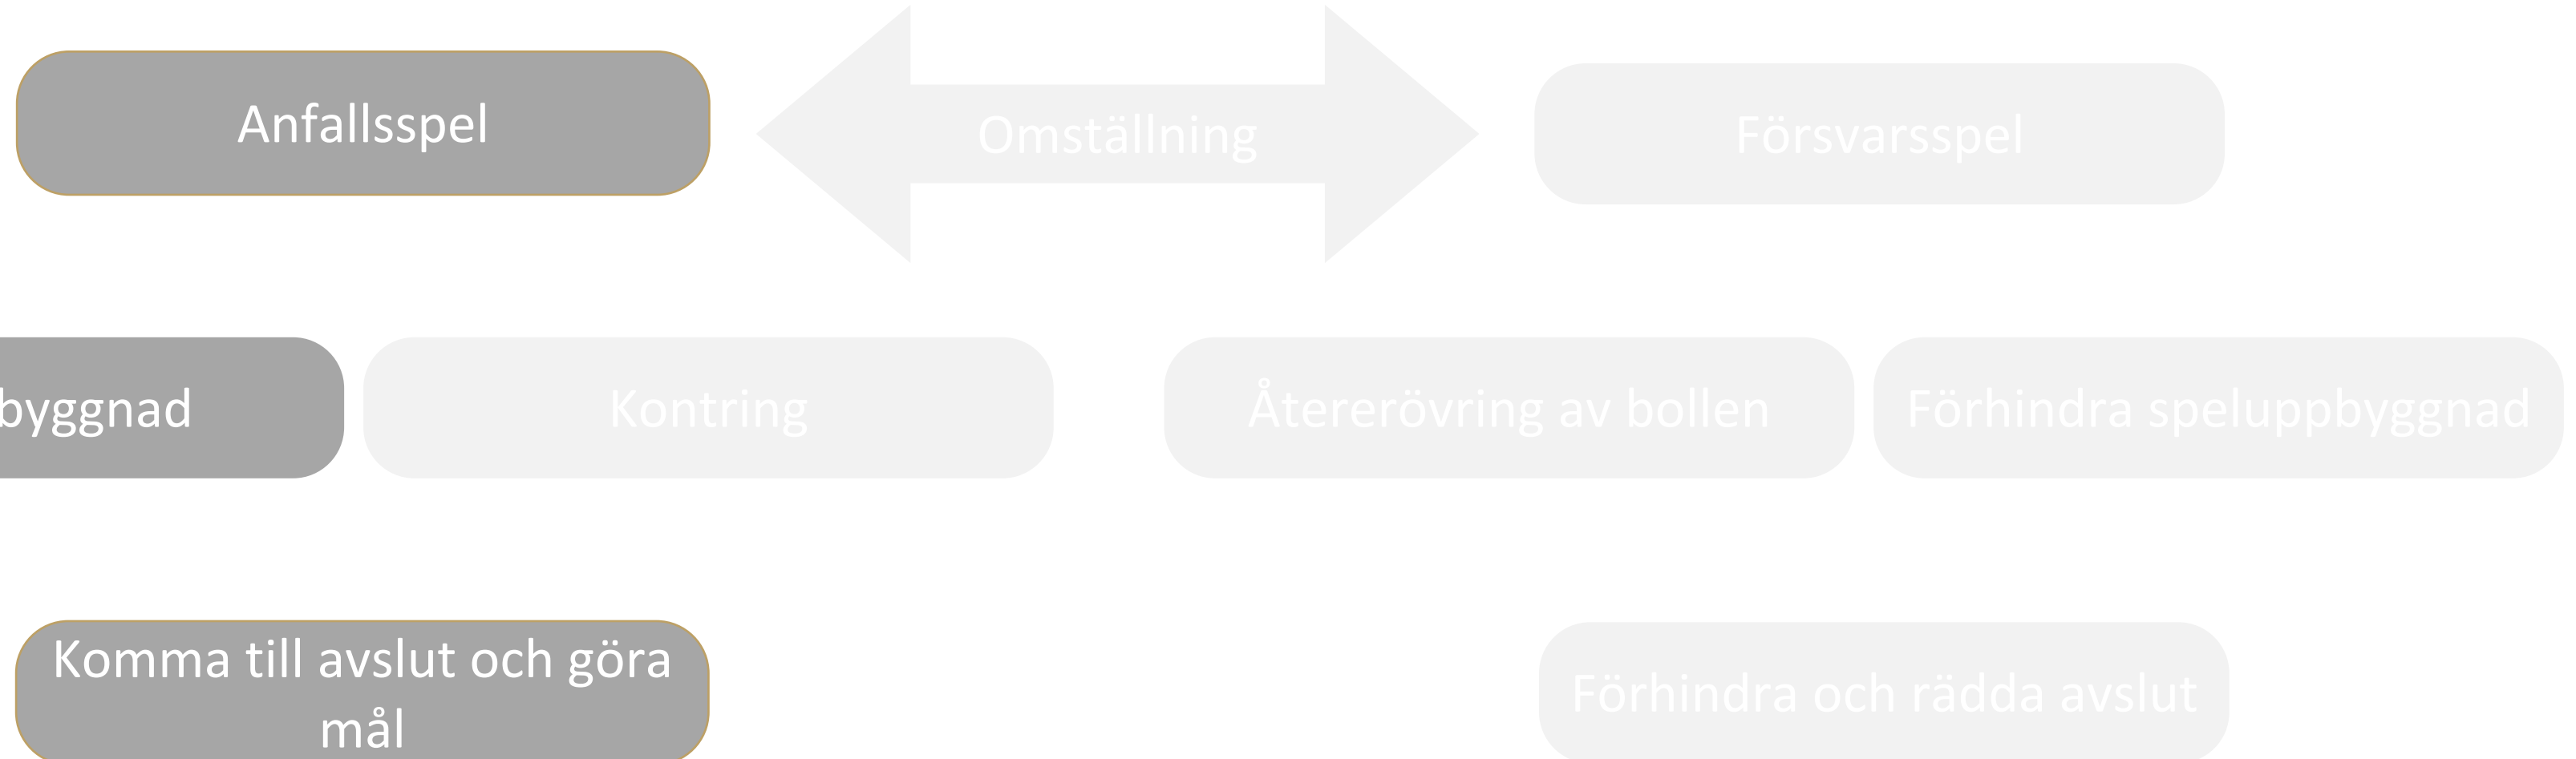 Anfallsspel
Omställning
Försvarsspel
byggnad
Kontring
Återerövring av bollen
Förhindra speluppbyggnad
Komma till avslut och göra
mål
Förhindra och rädda avslut